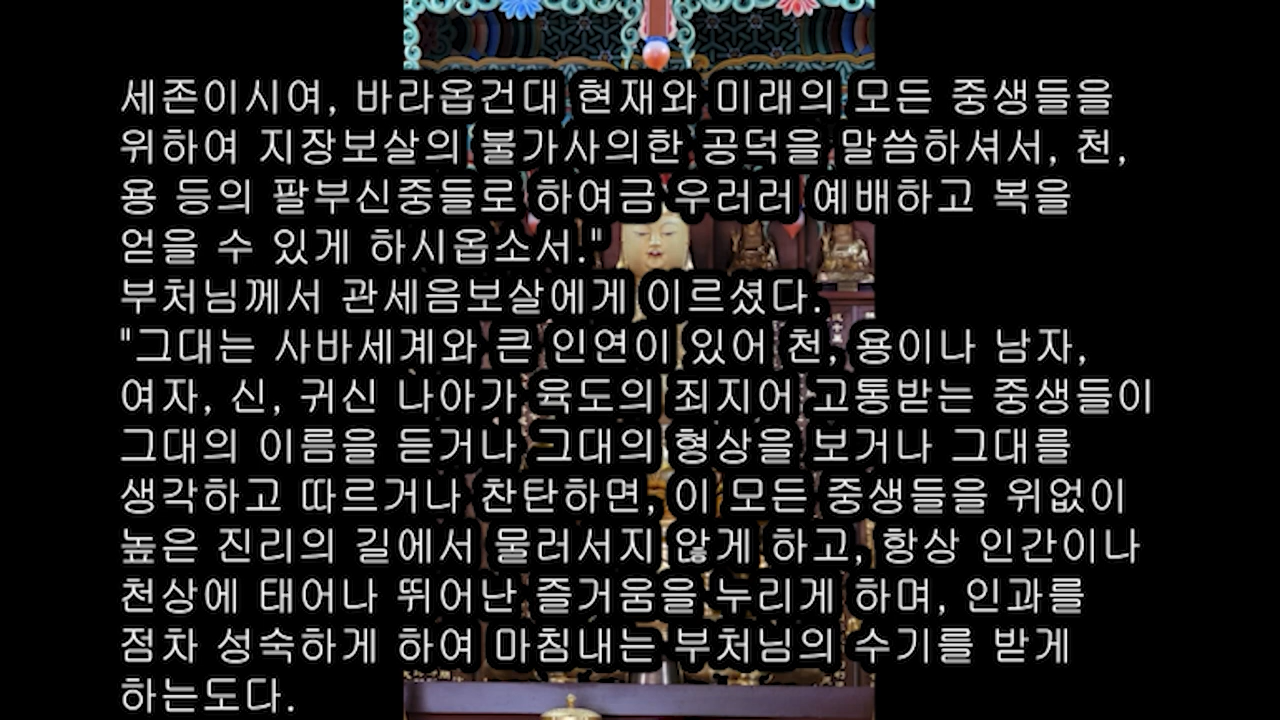 세존이시여, 바라옵건대 현재와 미래의 모든 중생들을
위하여 지장보살의 불가사의한 공덕을 말씀하셔서, 천,
용 등의 팔부신중들로 하여금 우러러 예배하고 복을
얻을 수 있게 하시옵소서."
부처님께서 관세음보살에게 이르셨다.
"그대는 사바세계와 큰 인연이 있어 천, 용이나 남자,
여자, 신, 귀신 나아가 육도의 죄지어 고통받는 중생들이
그대의 이름을 듣거나 그대의 형상을 보거나 그대를
생각하고 따르거나 찬탄하면, 이 모든 중생들을 위없이
높은 진리의 길에서 물러서지 않게 하고, 항상 인간이나
천상에 태어나 뛰어난 즐거움을 누리게 하며, 인과를
점차 성숙하게 하여 마침내는 부처님의 수기를 받게
하는도다.